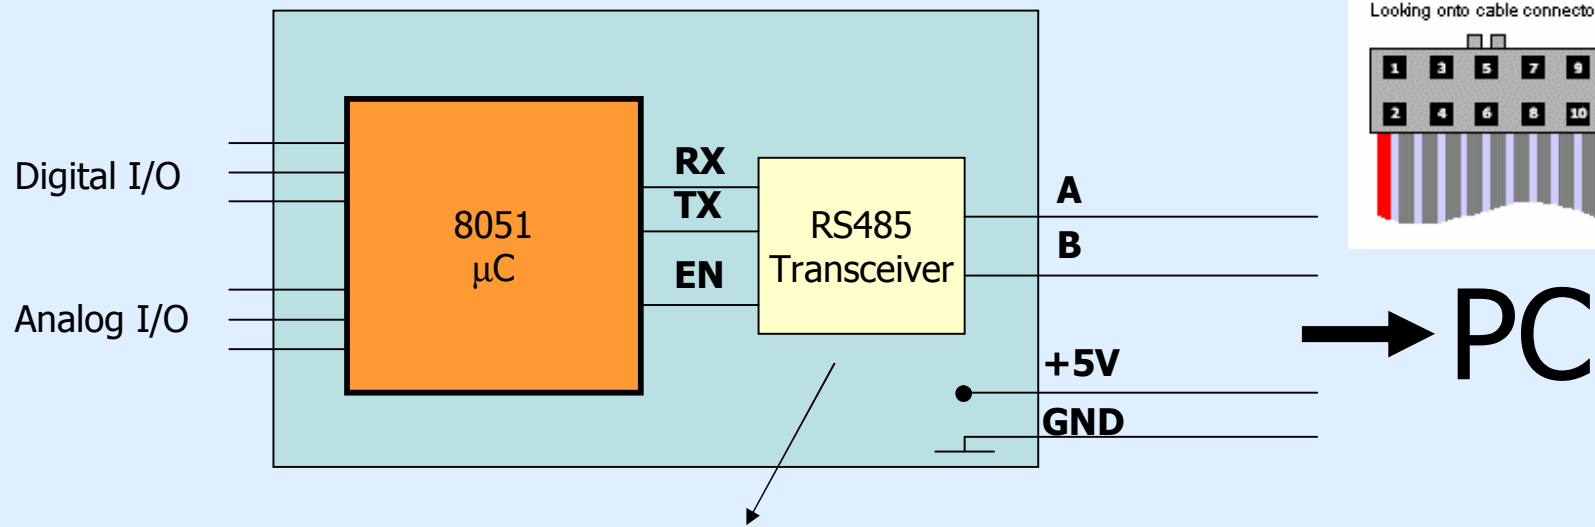 Looking onto cable connecto
1 3 5 7 9
2 4 6 8 10
Digital I/O
Analog I/O
8051
μC
RX
TX
EN
RS485
Transceiver
A
B
+5V
GND
PC